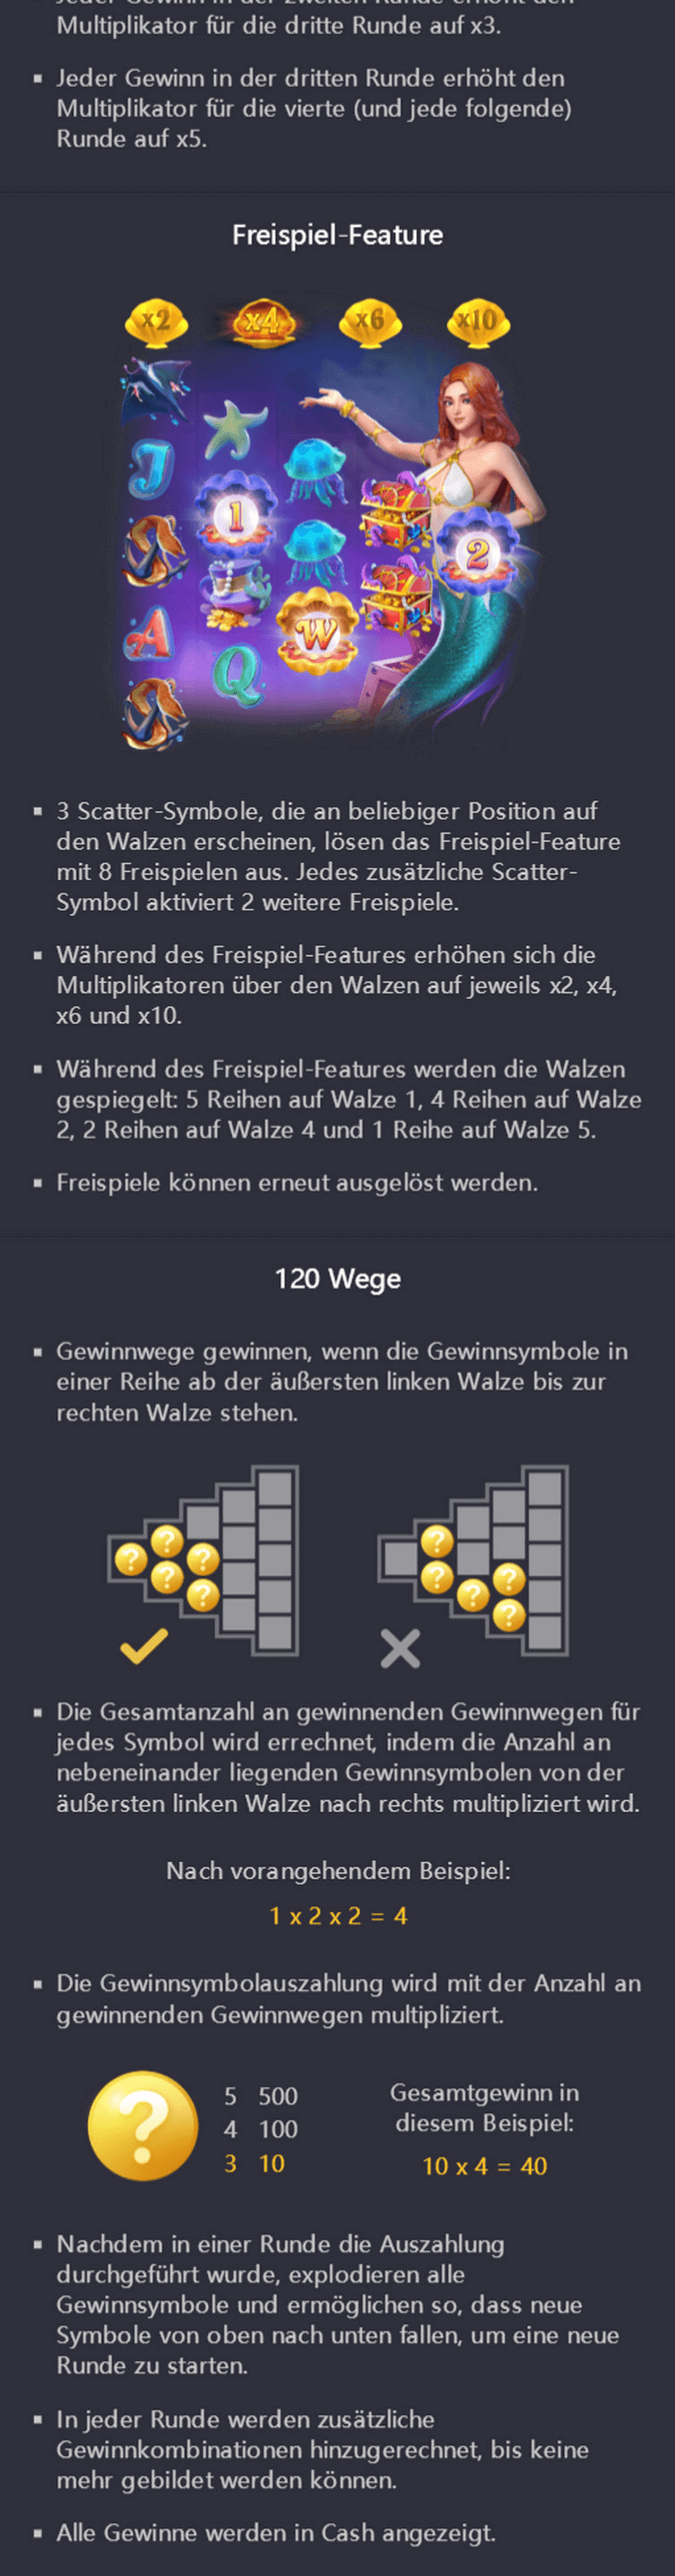 Multiplikator für die dritte Runde auf x3.
▪ Jeder Gewinn in der dritten Runde erhöht den
Multiplikator für die vierte (und jede folgende)
Runde auf x5.
Freispiel-Feature
x2 x4 x6 x10
J
1
2
A
W
Q
▪ 3 Scatter-Symbole, die an beliebiger Position auf
den Walzen erscheinen, lösen das Freispiel-Feature
mit 8 Freispielen aus. Jedes zusätzliche Scatter-
Symbol aktiviert 2 weitere Freispiele.
▪ Während des Freispiel-Features erhöhen sich die
Multiplikatoren über den Walzen auf jeweils x2, x4,
x6 und x10.
▪ Während des Freispiel-Features werden die Walzen
gespiegelt: 5 Reihen auf Walze 1, 4 Reihen auf Walze
2, 2 Reihen auf Walze 4 und 1 Reihe auf Walze 5.
▪ Freispiele können erneut ausgelöst werden.
120 Wege
▪ Gewinnwege gewinnen, wenn die Gewinnsymbole in
einer Reihe ab der äußersten linken Walze bis zur
rechten Walze stehen.
? ? ? ? ? ? ? ? ? ?
▪ Die Gesamtanzahl an gewinnenden Gewinnwegen für
jedes Symbol wird errechnet, indem die Anzahl an
nebeneinander liegenden Gewinnsymbolen von der
äußersten linken Walze nach rechts multipliziert wird.
Nach vorangehendem Beispiel:
1 x 2 x 2 = 4
▪ Die Gewinnsymbolauszahlung wird mit der Anzahl an
gewinnenden Gewinnwegen multipliziert.
?
5 500
4 100
3 10
Gesamtgewinn in
diesem Beispiel:
10 x 4 = 40
▪ Nachdem in einer Runde die Auszahlung
durchgeführt wurde, explodieren alle
Gewinnsymbole und ermöglichen so, dass neue
Symbole von oben nach unten fallen, um eine neue
Runde zu starten.
▪ In jeder Runde werden zusätzliche
Gewinnkombinationen hinzugerechnet, bis keine
mehr gebildet werden können.
▪ Alle Gewinne werden in Cash angezeigt.